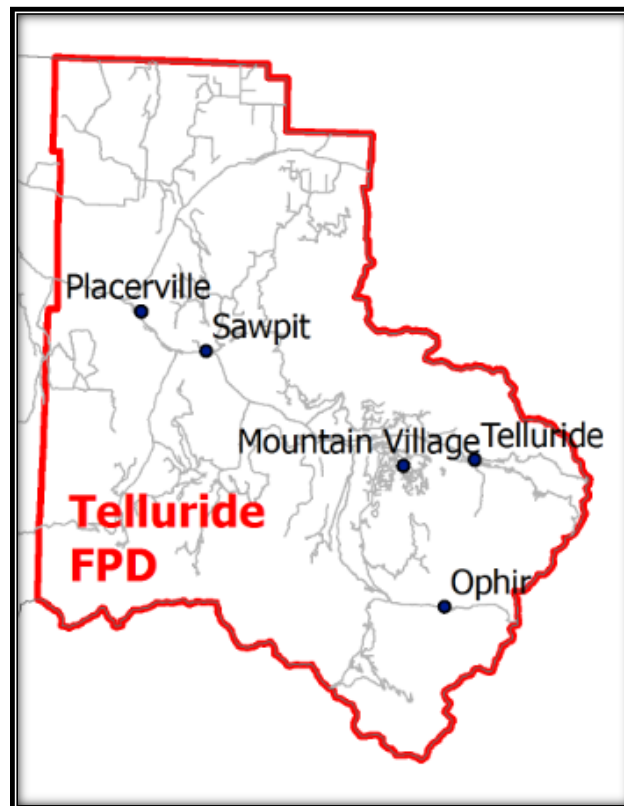 Placerville
Sawpit
Mountain Village
Telluride
Telluride
FPD
Ophir